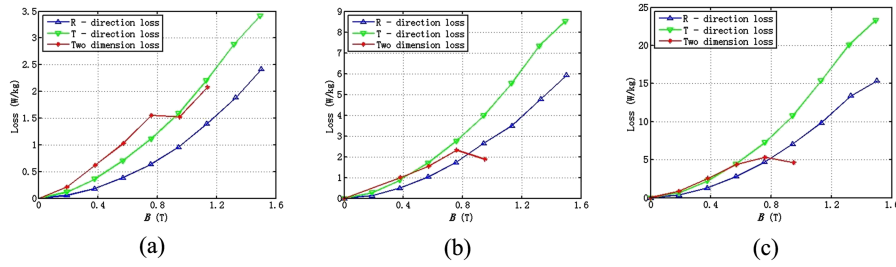 R - direction loss
T - direction loss
Two dimension loss
Loss (W/kg)
3.5
3
2.5
2
1.5
1
0.5
0
0 0.4 0.8 1.2 1.6
B (T)
(a)
R - direction loss
T - direction loss
Two dimension loss
Loss (W/kg)
9
8
7
6
5
4
3
2
1
0
0 0.4 0.8 1.2 1.6
B (T)
(b)
R - direction loss
T - direction loss
Two dimension loss
Loss (W/kg)
25
20
15
10
5
0
0 0.4 0.8 1.2 1.6
B (T)
(c)